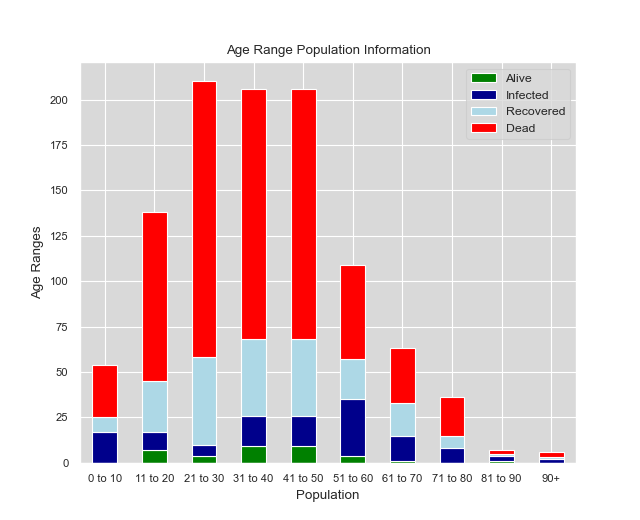 Age Range Population Information
Alive
Infected
Recovered
Dead
Age Ranges
200
175
150
125
100
75
50
25
0
0 to 10 11 to 20 21 to 30 31 to 40 41 to 50 51 to 60 61 to 70 71 to 80 81 to 90 90+
Population